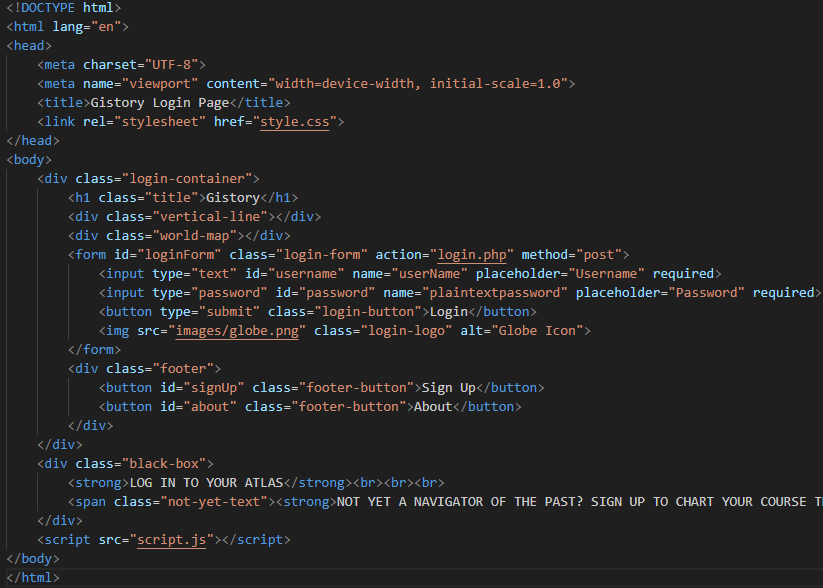 <!DOCTYPE html>
<html lang="en">
<head>
    <meta charset="UTF-8">
    <meta name="viewport" content="width=device-width, initial-scale=1.0">
    <title>Gistory Login Page</title>
    <link rel="stylesheet" href="style.css">
</head>
<body>
    <div class="login-container">
        <h1 class="title">Gistory</h1>
        <div class="vertical-line"></div>
        <div class="world-map"></div>
        <form id="loginForm" class="login-form" action="login.php" method="post">
            <input type="text" id="username" name="userName" placeholder="Username" required>
            <input type="password" id="password" name="plaintextpassword" placeholder="Password" required>
            <button type="submit" class="login-button">Login</button>
            <img src="images/globe.png" class="login-logo" alt="Globe Icon">
        </form>
        <div class="footer">
            <button id="signUp" class="footer-button">Sign Up</button>
            <button id="about" class="footer-button">About</button>
        </div>
    </div>
    <div class="black-box">
        <strong>LOG IN TO YOUR ATLAS</strong><br><br><br>
        <span class="not-yet-text"><strong>NOT YET A NAVIGATOR OF THE PAST? SIGN UP TO CHART YOUR COURSE
    </div>
    <script src="script.js"></script>
</body>
</html>